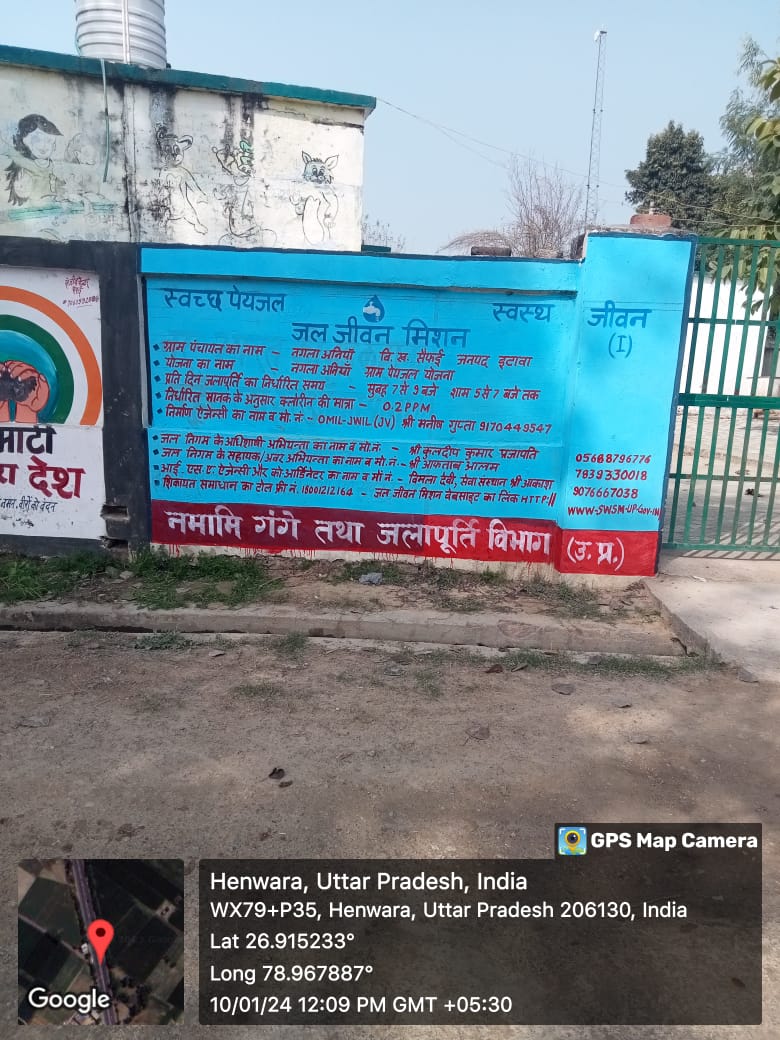 स्वच्छ पेयजल स्वस्थ जीवन
जल जीवन मिशन (I)
• ग्राम पंचायत का नाम - नगला अनियाँ वि.ख. सैफई जनपद इटावा
• योजना का नाम - नगला अनियाँ ग्राम पेयजल योजना
• प्रति दिन जलापूर्ति का निर्धारित समय - सुबह 7 से 9 बजे शाम 5 से 7 बजे तक
• निर्धारित मानक के अनुसार क्लोरीन की मात्रा - 0.2 PPM
• निर्माण ऐजेन्सी का नाम व मो. नं - OMIL-JWIL (JV) श्री मनीष गुप्ता 9170449547
• जल निगम के अधिशाषी अभियन्ता का नाम व मो.नं. - श्री कुलदीप कुमार प्रजापति 05688796776
• जल निगम के सहायक/अवर अभियन्ता का नाम व मो.नं. - श्री आफताब आलम 7839330018
• आई. एस. ए. ऐजेन्सी और को आर्डिनेटर का नाम व मो नं. - विमला देवी, सेवा संस्थान श्री आकाश 9076667038
• शिकायत समाधान का टोल फ्री नं. 18001212164 - जल जीवन मिशन वेबसाइट का लिंक HTTP:// WWW-SWSM-UP-GOV-IN
नमामि गंगे तथा जलापूर्ति विभाग (उ. प्र.)
माटी
देश
नमन, वीरों का वंदन
GPS Map Camera
Google
Henwara, Uttar Pradesh, India
WX79+P35, Henwara, Uttar Pradesh 206130, India
Lat 26.915233°
Long 78.967887°
10/01/24 12:09 PM GMT +05:30